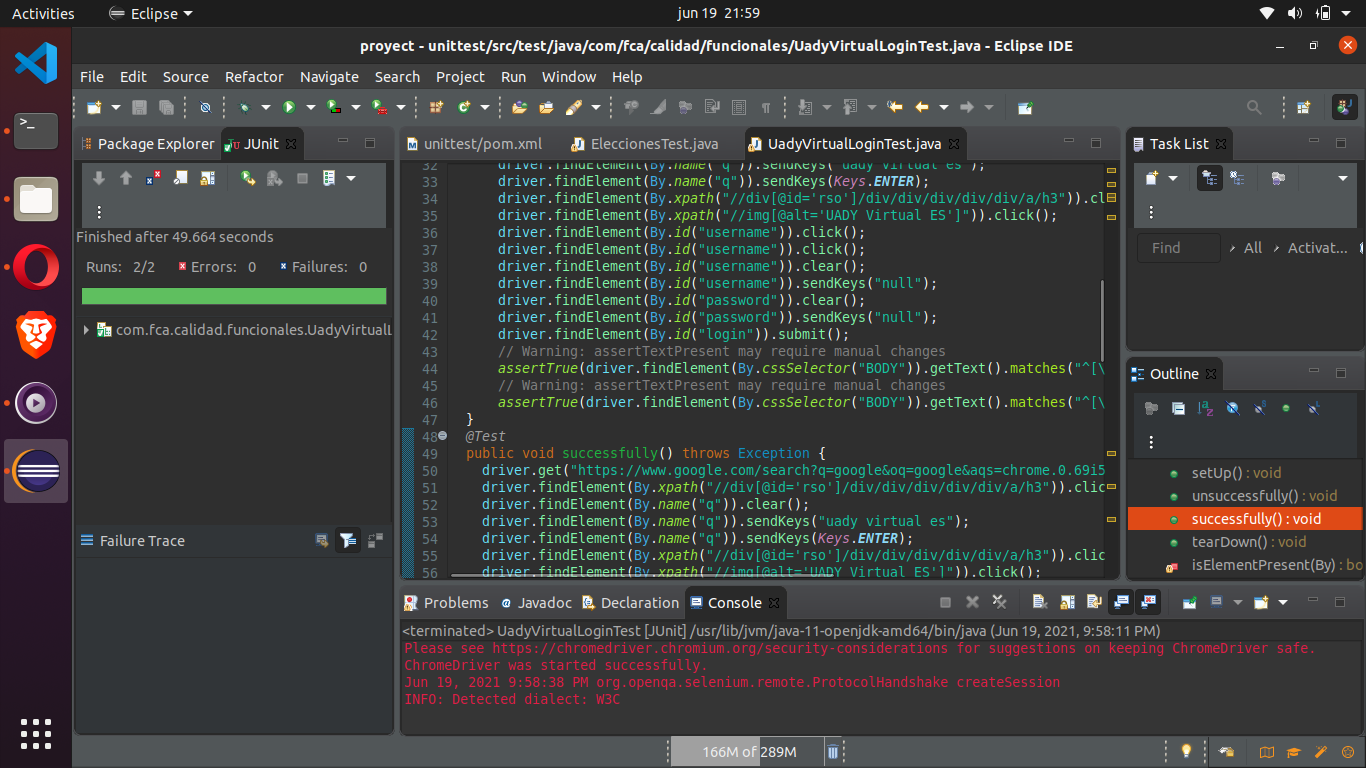 Activities Eclipse jun 19 21:59
proyect - unittest/src/test/java/com/fca/calidad/funcionales/UadyVirtualLoginTest.java - Eclipse IDE
File Edit Source Refactor Navigate Search Project Run Window Help
Package Explorer JUnit
Finished after 49.664 seconds
Runs: 2/2 Errors: 0 Failures: 0
com.fca.calidad.funcionales.UadyVirtualL
Failure Trace
unittest/pom.xml EleccionesTest.java UadyVirtualLoginTest.java
32 driver.findElement(By.name("q")).sendKeys("uady virtual es");
33 driver.findElement(By.name("q")).sendKeys(Keys.ENTER);
34 driver.findElement(By.xpath("//div[@id='rso']/div/div/div/div/div/a/h3")).cl
35 driver.findElement(By.xpath("//img[@alt='UADY Virtual ES']")).click();
36 driver.findElement(By.id("username")).click();
37 driver.findElement(By.id("username")).click();
38 driver.findElement(By.id("username")).clear();
39 driver.findElement(By.id("username")).sendKeys("null");
40 driver.findElement(By.id("password")).clear();
41 driver.findElement(By.id("password")).sendKeys("null");
42 driver.findElement(By.id("login")).submit();
43 // Warning: assertTextPresent may require manual changes
44 assertTrue(driver.findElement(By.cssSelector("BODY")).getText().matches("^[\
45 // Warning: assertTextPresent may require manual changes
46 assertTrue(driver.findElement(By.cssSelector("BODY")).getText().matches("^[\
47 }
48 @Test
49 public void successfully() throws Exception {
50 driver.get("https://www.google.com/search?q=google&oq=google&aqs=chrome.0.69i5
51 driver.findElement(By.xpath("//div[@id='rso']/div/div/div/div/div/a/h3")).clic
52 driver.findElement(By.name("q")).clear();
53 driver.findElement(By.name("q")).sendKeys("uady virtual es");
54 driver.findElement(By.name("q")).sendKeys(Keys.ENTER);
55 driver.findElement(By.xpath("//div[@id='rso']/div/div/div/div/div/a/h3")).clic
56 driver.findElement(By.xpath("//img[@alt='UADY Virtual ES']")).click();
Task List
Find All Activat...
Outline
setUp() : void
unsuccessfully() : void
successfully() : void
tearDown() : void
isElementPresent(By) : bo
Problems @ Javadoc Declaration Console
<terminated> UadyVirtualLoginTest [JUnit] /usr/lib/jvm/java-11-openjdk-amd64/bin/java (Jun 19, 2021, 9:58:11 PM)
Please see https://chromedriver.chromium.org/security-considerations for suggestions on keeping ChromeDriver safe.
ChromeDriver was started successfully.
Jun 19, 2021 9:58:38 PM org.openqa.selenium.remote.ProtocolHandshake createSession
INFO: Detected dialect: W3C
166M of 289M